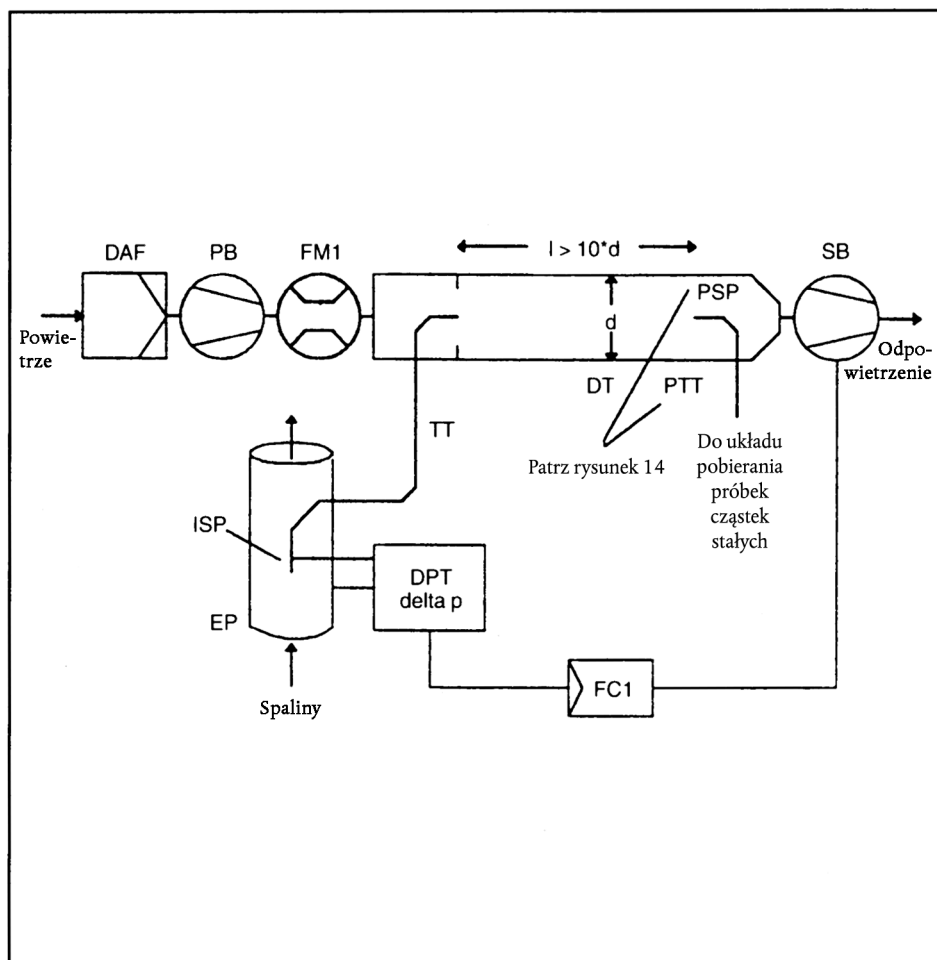 l > 10*d
DAF
PB
FM1
SB
PSP
d
Powie-
trze
Odpo-
wietrzenie
DT
PTT
TT
Patrz rysunek 14
Do układu
pobierania
próbek
cząstek
stałych
ISP
DPT
delta p
EP
FC1
Spaliny